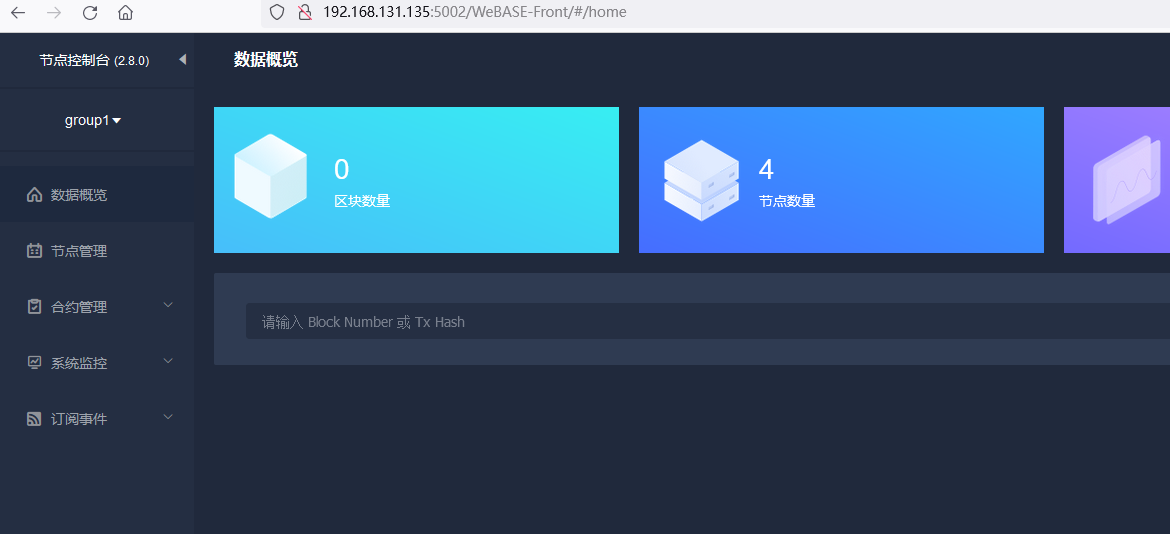 192.168.131.135:5002/WeBASE-Front/#/home
节点控制台 (2.8.0)
group1
数据概览
节点管理
合约管理
系统监控
订阅事件
数据概览
0
区块数量
4
节点数量
请输入 Block Number 或 Tx Hash